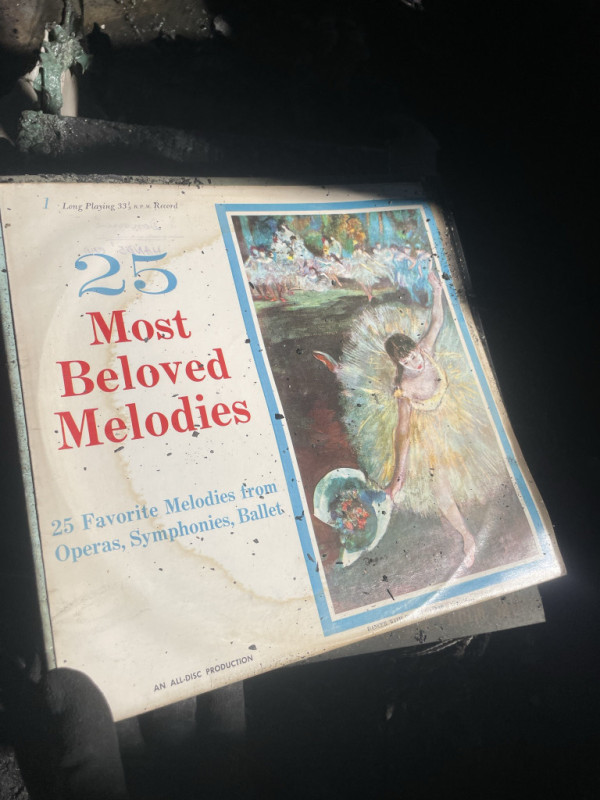 1 Long Playing 33⅓ R.P.M. Record
25
Most
Beloved
Melodies
25 Favorite Melodies from
Operas, Symphonies, Ballet
AN ALL-DISC PRODUCTION